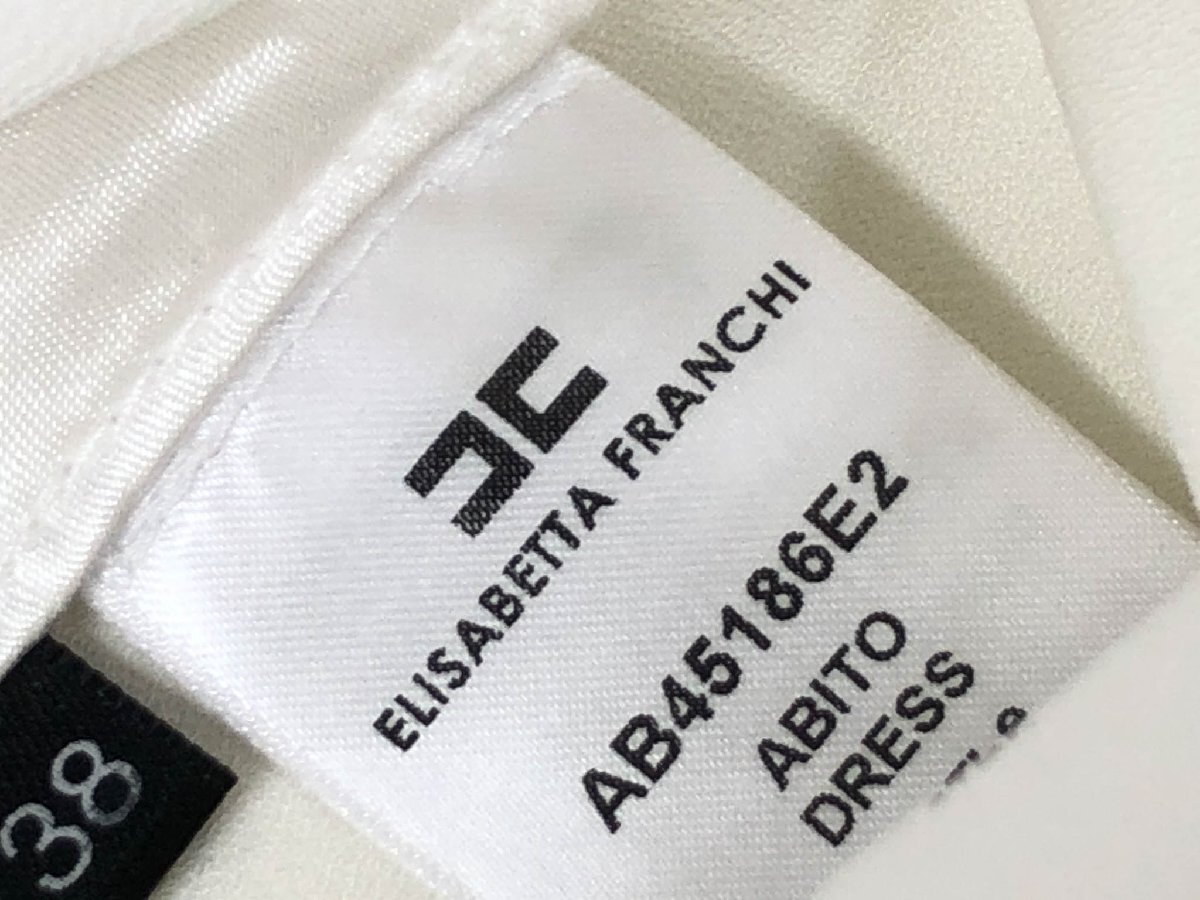 ELISABETTA FRANCHI
AB45186E2
ABITO
DRESS
38